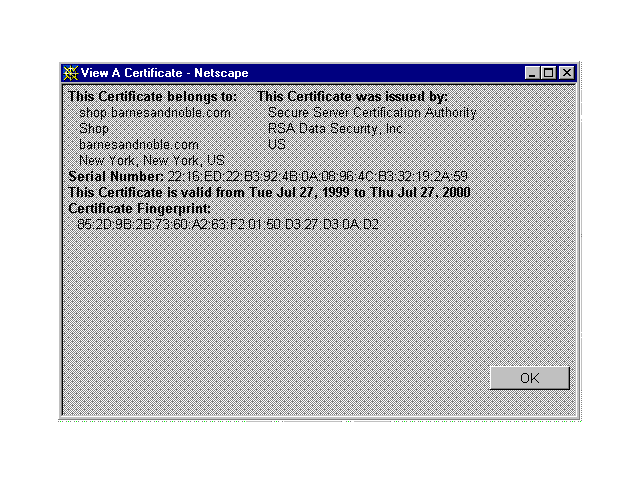 View A Certificate - Netscape
This Certificate belongs to: This Certificate was issued by:
shop.barnesandnoble.com Secure Server Certification Authority
Shop RSA Data Security, Inc.
barnesandnoble.com US
New York, New York, US
Serial Number: 22:16:ED:22:B3:92:4B:0A:08:96:4C:B3:32:19:2A:59
This Certificate is valid from Tue Jul 27, 1999 to Thu Jul 27, 2000
Certificate Fingerprint:
85:2D:9B:2B:73:60:A2:63:F2:01:50:D3:27:D3:0A:D2
OK